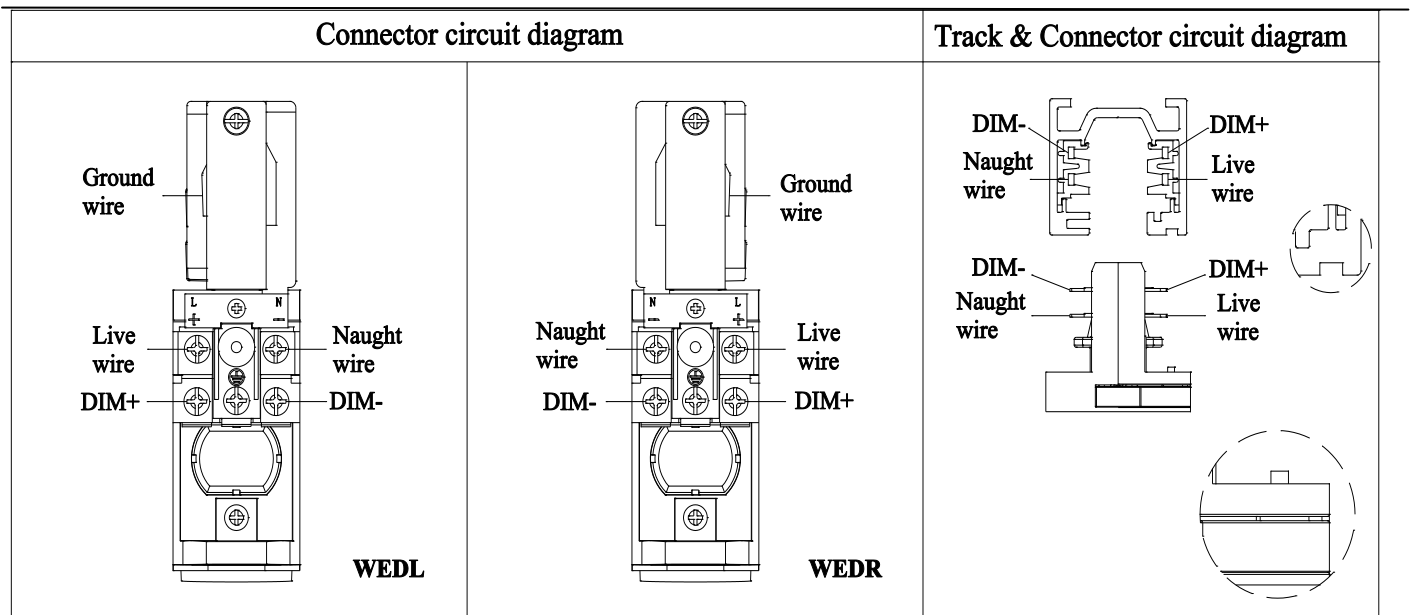 Connector circuit diagram
Track & Connector circuit diagram
Ground
wire
L
N
+
-
Live
wire
Naught
wire
DIM+
DIM-
WEDL
Ground
wire
N
L
-
+
Naught
wire
Live
wire
DIM-
DIM+
WEDR
DIM-
DIM+
Naught
wire
Live
wire
DIM-
DIM+
Naught
wire
Live
wire